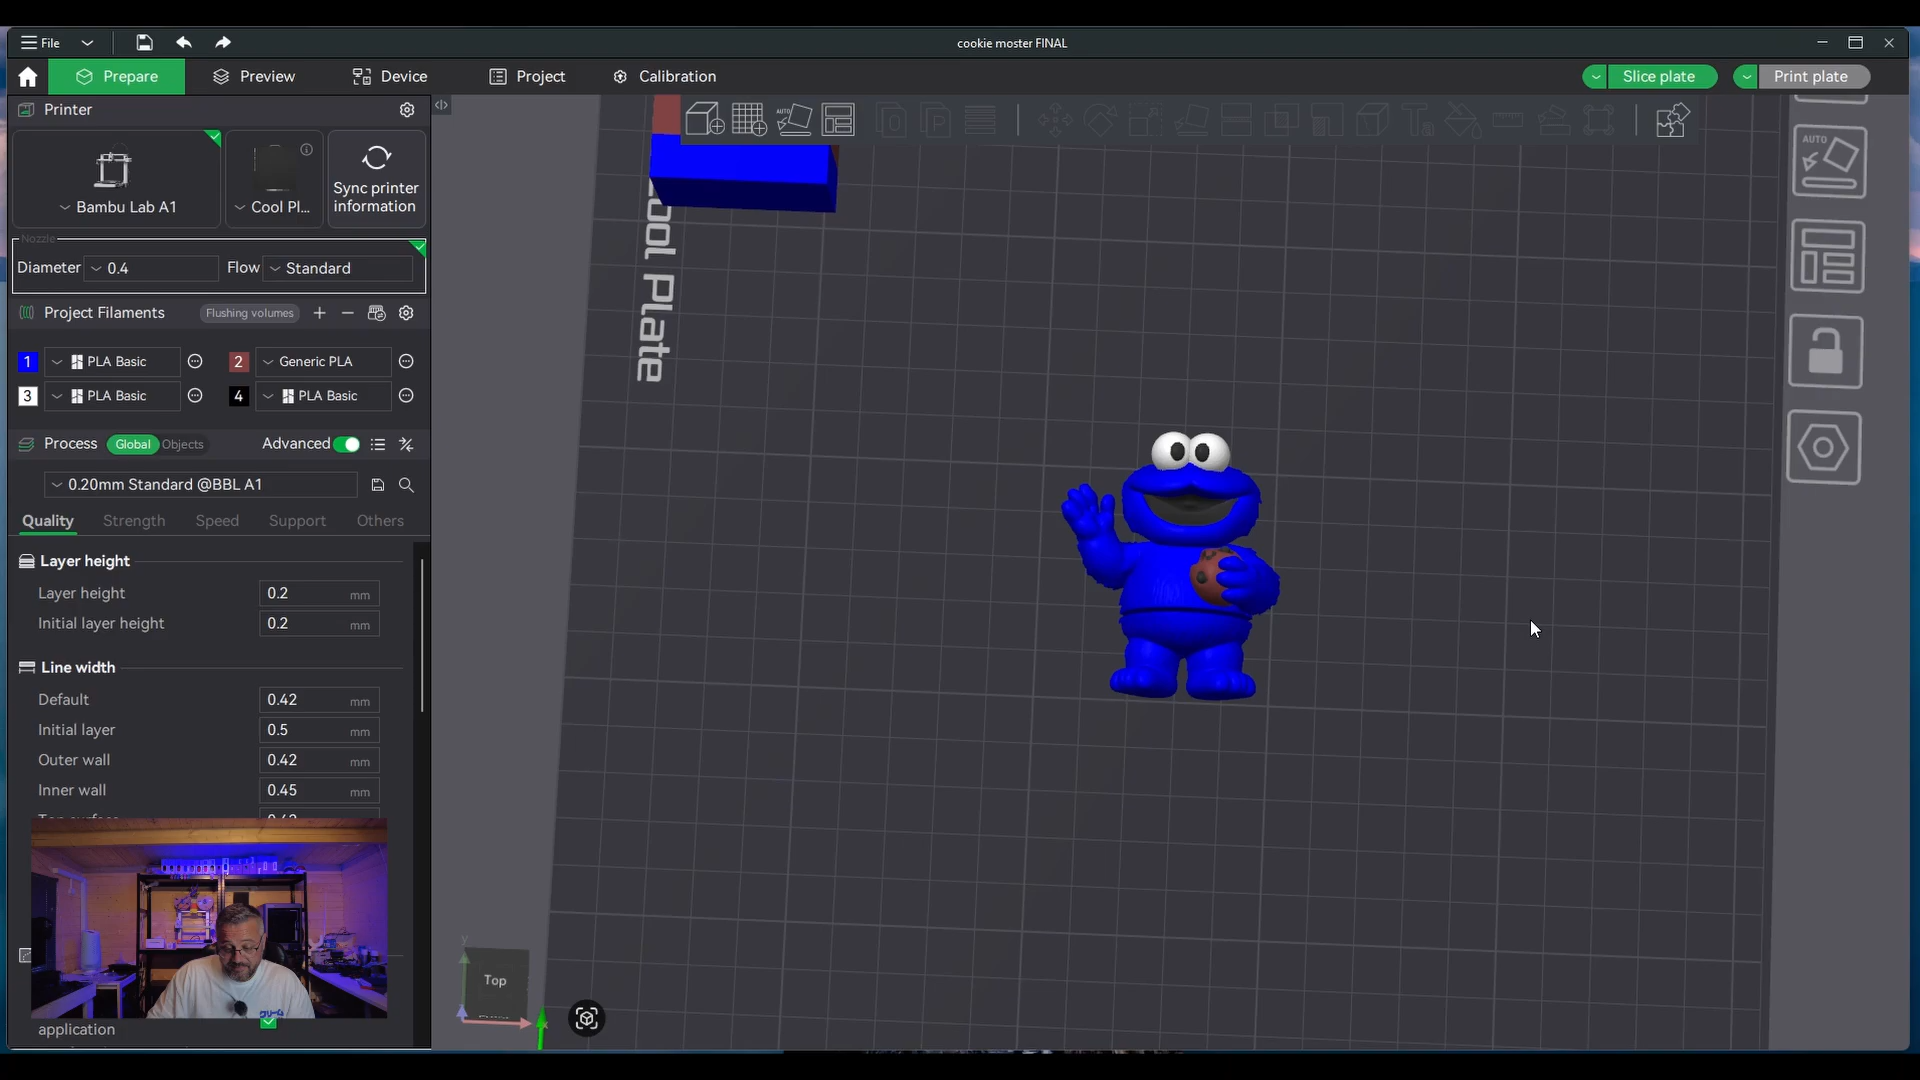 File
cookie moster FINAL
Prepare
Preview
Device
Project
Calibration
Slice plate
Print plate
Printer
Bambu Lab A1
Cool Pl...
Sync printer
information
Nozzle
Diameter
0.4
Flow
Standard
Project Filaments
Flushing volumes
1
PLA Basic
2
Generic PLA
3
PLA Basic
4
PLA Basic
Process
Global
Objects
Advanced
0.20mm Standard @BBL A1
Quality
Strength
Speed
Support
Others
Layer height
Layer height
0.2
mm
Initial layer height
0.2
mm
Line width
Default
0.42
mm
Initial layer
0.5
mm
Outer wall
0.42
mm
Inner wall
0.45
mm
application
AUTO
Plate
AUTO
y
Top